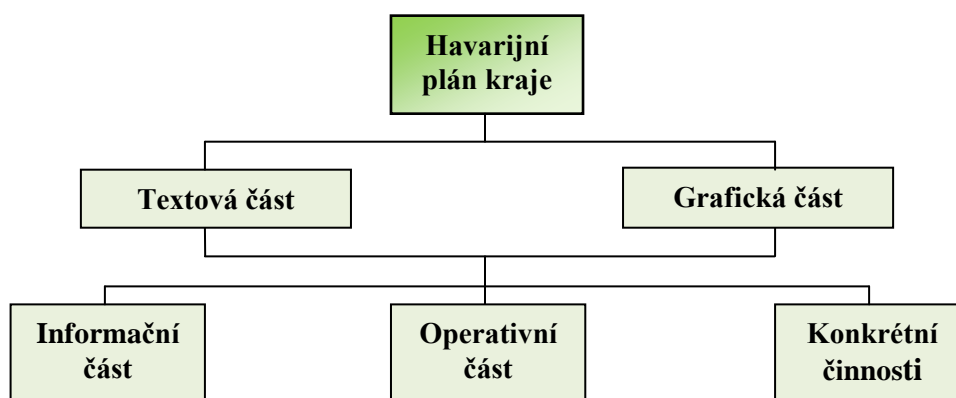 Havarijní
plán kraje
Textová část
Grafická část
Informační
část
Operativní
část
Konkrétní
činnosti